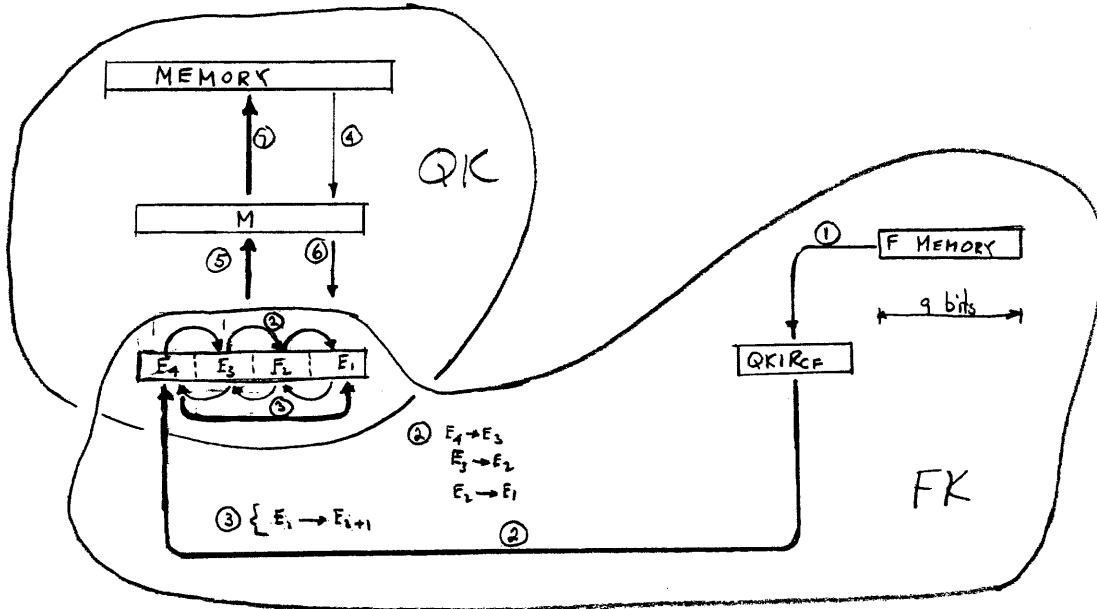 MEMORY
⑦ ④
QK
M
⑤ ⑥
① F MEMORY
9 bits
②
E4 E3 E2 E1
QKIRCF
③
② E4→E3
E3→E2
E2→E1
FK
③ { Ei → Ei+1
②